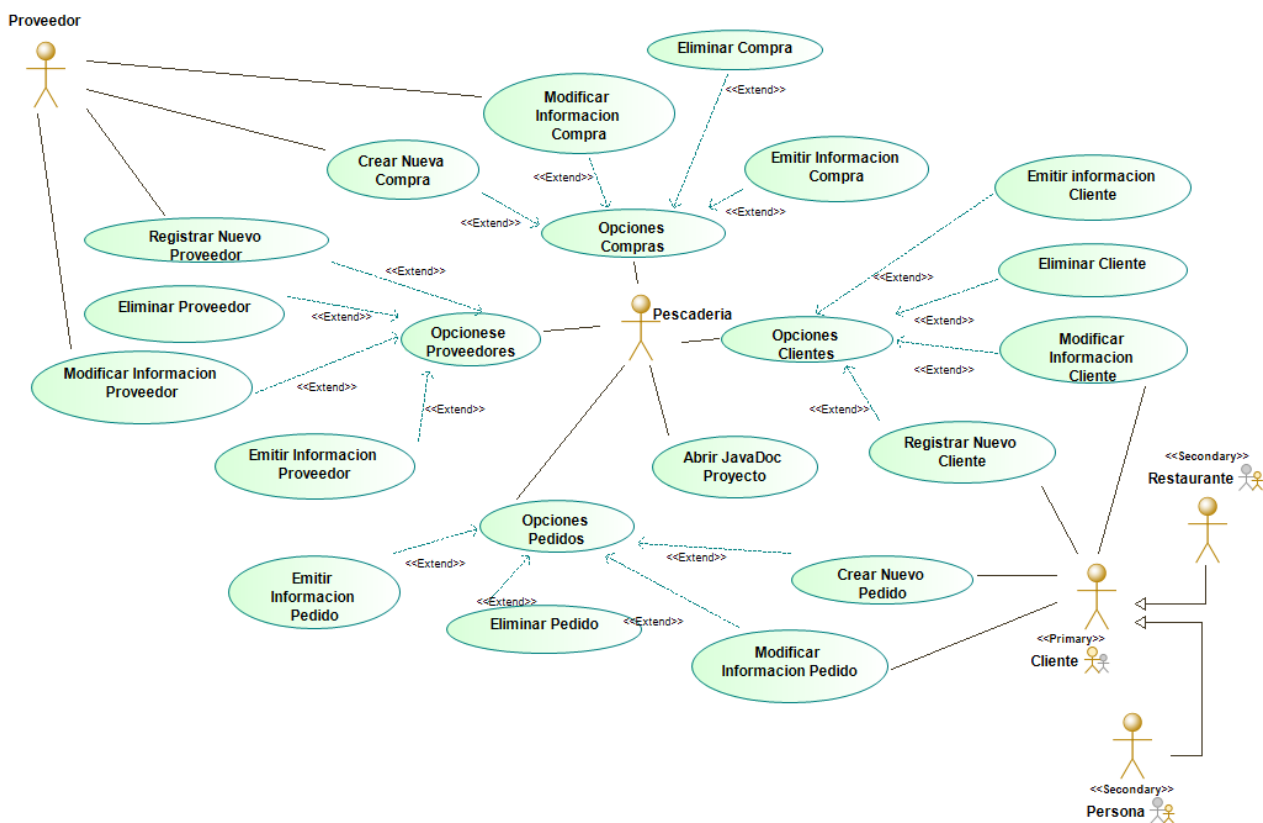 Proveedor
Eliminar Compra
<<Extend>>
Modificar
Informacion
Compra
Crear Nueva
Compra
<<Extend>>
Emitir Informacion
Compra
Emitir informacion
Cliente
<<Extend>>
<<Extend>>
Registrar Nuevo
Proveedor
Opciones
Compras
<<Extend>>
Eliminar Cliente
<<Extend>>
Eliminar Proveedor
<<Extend>>
Pescaderia
<<Extend>>
Opcionese
Proveedores
Opciones
Clientes
Modificar
Informacion
Cliente
Modificar Informacion
Proveedor
<<Extend>>
<<Extend>>
<<Extend>>
<<Extend>>
Emitir Informacion
Proveedor
Abrir JavaDoc
Proyecto
Registrar Nuevo
Cliente
<<Secondary>>
Restaurante
Opciones
Pedidos
<<Extend>>
<<Extend>>
Emitir
Informacion
Pedido
Crear Nuevo
Pedido
<<Extend>>
Eliminar Pedido
<<Extend>>
Modificar
Informacion Pedido
<<Primary>>
Cliente
<<Secondary>>
Persona